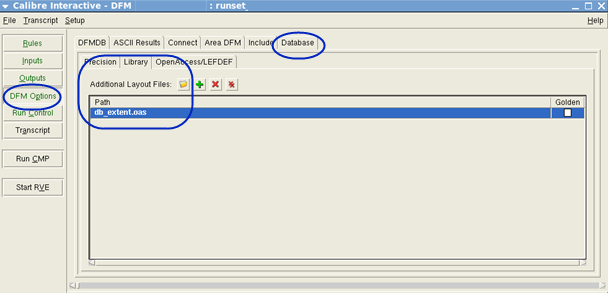 Calibre Interactive - DFM : runset
File Transcript Setup Help
Rules
Inputs
Outputs
DFM Options
Run Control
Transcript
Run CMP
Start RVE
DFMDB ASCII Results Connect Area DFM Include Database
Precision Library OpenAccess/LEFDEF
Additional Layout Files:
Path Golden
db_extent.oas